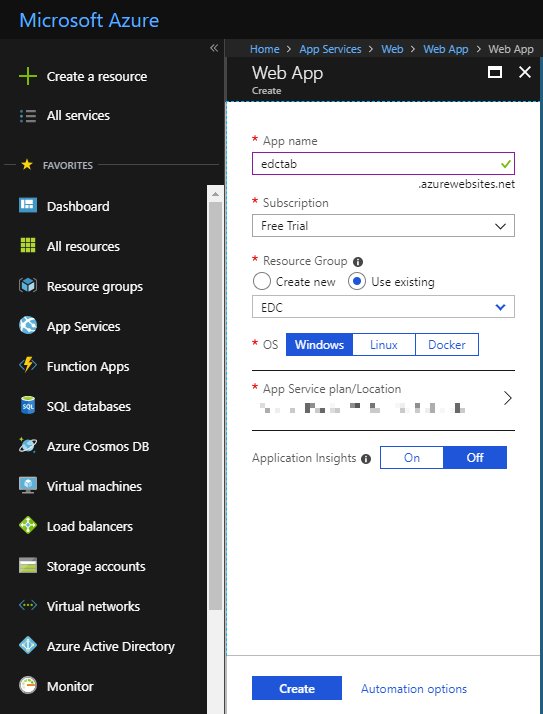 Microsoft Azure
«
Create a resource
All services
FAVORITES
Dashboard
All resources
Resource groups
App Services
Function Apps
SQL databases
Azure Cosmos DB
Virtual machines
Load balancers
Storage accounts
Virtual networks
Azure Active Directory
Monitor
Home > App Services > Web > Web App > Web App
Web App
Create
* App name
edctab
.azurewebsites.net
* Subscription
Free Trial
* Resource Group
Create new Use existing
EDC
* OS Windows Linux Docker
* App Service plan/Location
Application Insights On Off
Create Automation options